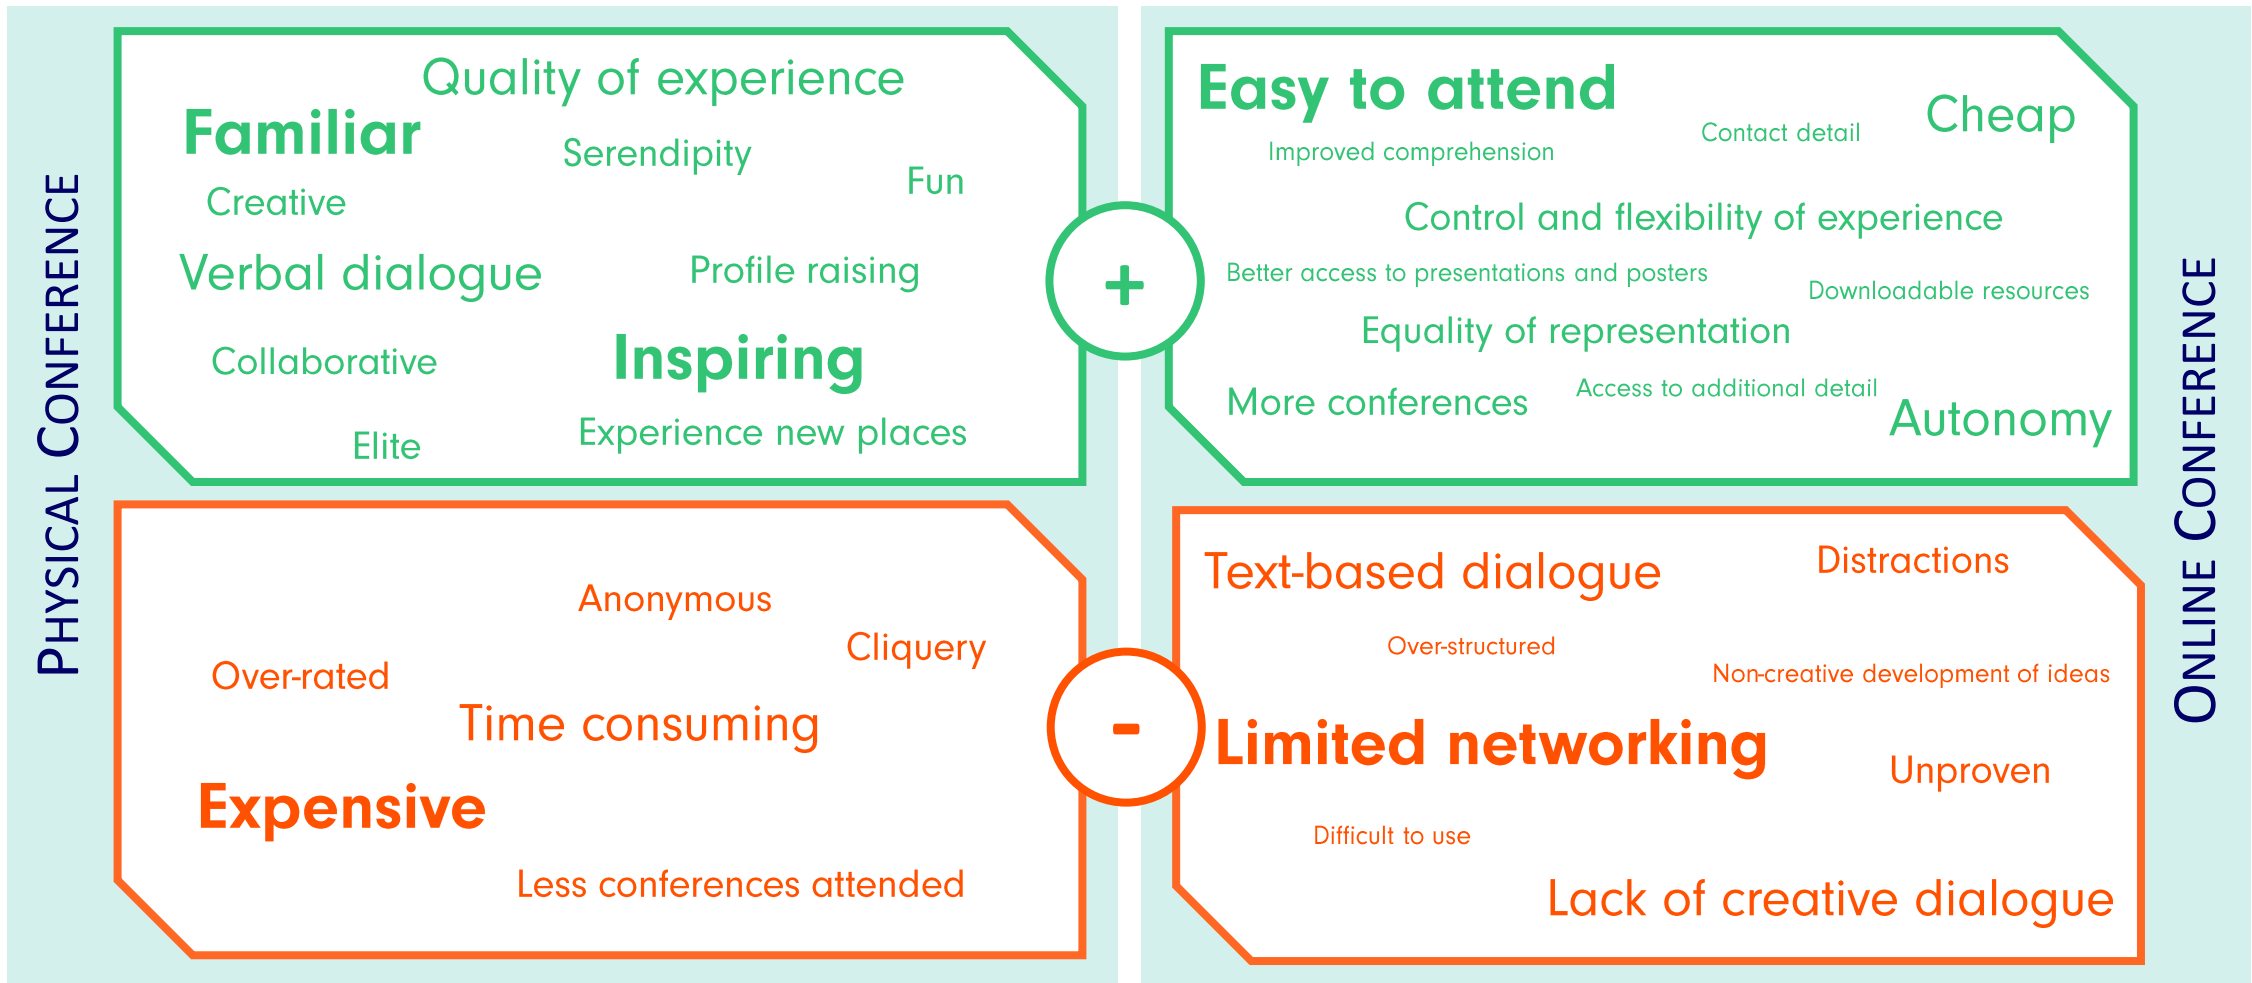 PHYSICAL CONFERENCE
Quality of experience
Familiar
Serendipity
Fun
Creative
Verbal dialogue
Profile raising
Inspiring
Collaborative
Experience new places
Elite
+
Easy to attend
Cheap
Contact detail
Improved comprehension
Control and flexibility of experience
Better access to presentations and posters
Downloadable resources
Equality of representation
Access to additional detail
More conferences
Autonomy
Anonymous
Cliquery
Over-rated
Time consuming
Expensive
Less conferences attended
-
Text-based dialogue
Distractions
Over-structured
Non-creative development of ideas
Limited networking
Unproven
Difficult to use
Lack of creative dialogue
ONLINE CONFERENCE